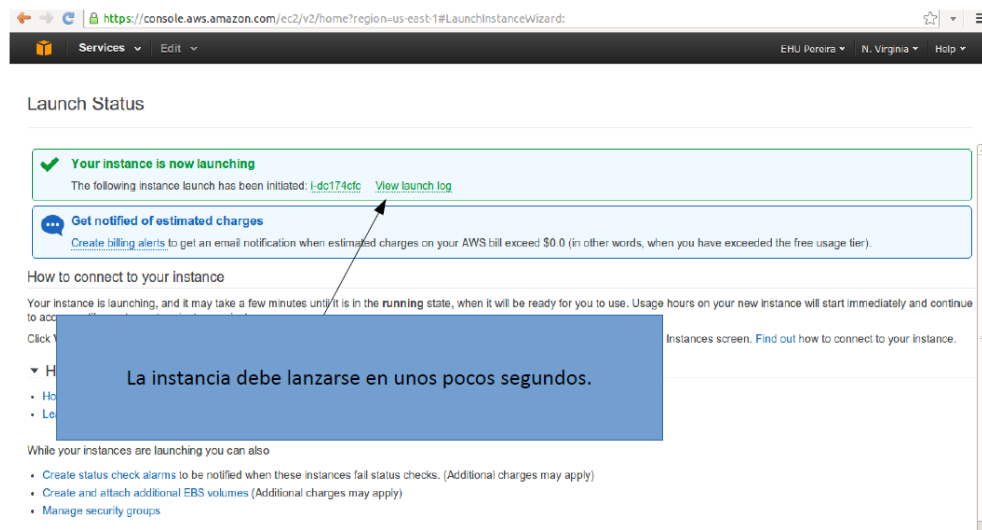 https://console.aws.amazon.com/ec2/v2/home?region=us-east-1#LaunchInstanceWizard:
Services Edit EHU Pereira N. Virginia Help
Launch Status
Your instance is now launching
The following instance launch has been initiated: i-dc174cfc View launch log
Get notified of estimated charges
Create billing alerts to get an email notification when estimated charges on your AWS bill exceed $0.0 (in other words, when you have exceeded the free usage tier).
How to connect to your instance
Your instance is launching, and it may take a few minutes until it is in the running state, when it will be ready for you to use. Usage hours on your new instance will start immediately and continue
to
Click Instances screen. Find out how to connect to your instance.
La instancia debe lanzarse en unos pocos segundos.
While your instances are launching you can also
• Create status check alarms to be notified when these instances fail status checks. (Additional charges may apply)
• Create and attach additional EBS volumes (Additional charges may apply)
• Manage security groups